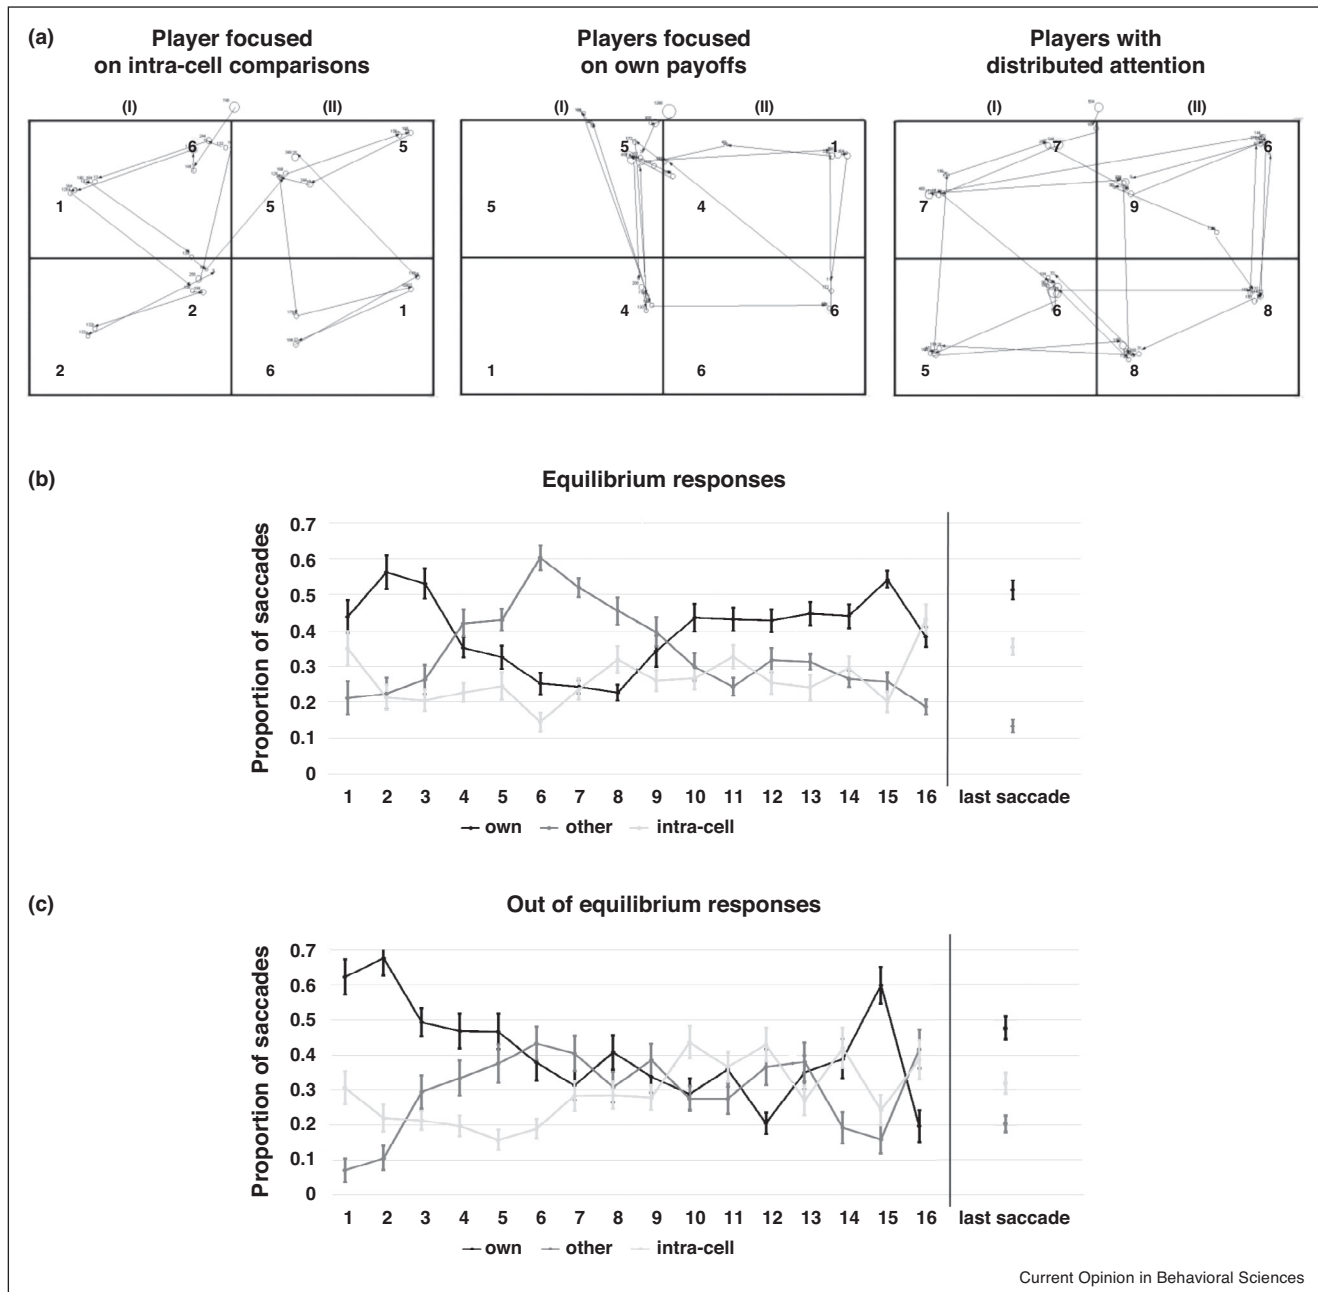 (a)
Player focused
on intra-cell comparisons
Players focused
on own payoffs
Players with
distributed attention
(I) (II)
(I) (II)
(I) (II)
6 5
1 5
2 1
2 6
5 1
5 4
4 6
1 6
7 6
7 9
6 8
5 8
(b)
Equilibrium responses
Proportion of saccades
0.7
0.6
0.5
0.4
0.3
0.2
0.1
0
1 2 3 4 5 6 7 8 9 10 11 12 13 14 15 16 last saccade
own other intra-cell
(c)
Out of equilibrium responses
Proportion of saccades
0.7
0.6
0.5
0.4
0.3
0.2
0.1
0
1 2 3 4 5 6 7 8 9 10 11 12 13 14 15 16 last saccade
own other intra-cell
Current Opinion in Behavioral Sciences